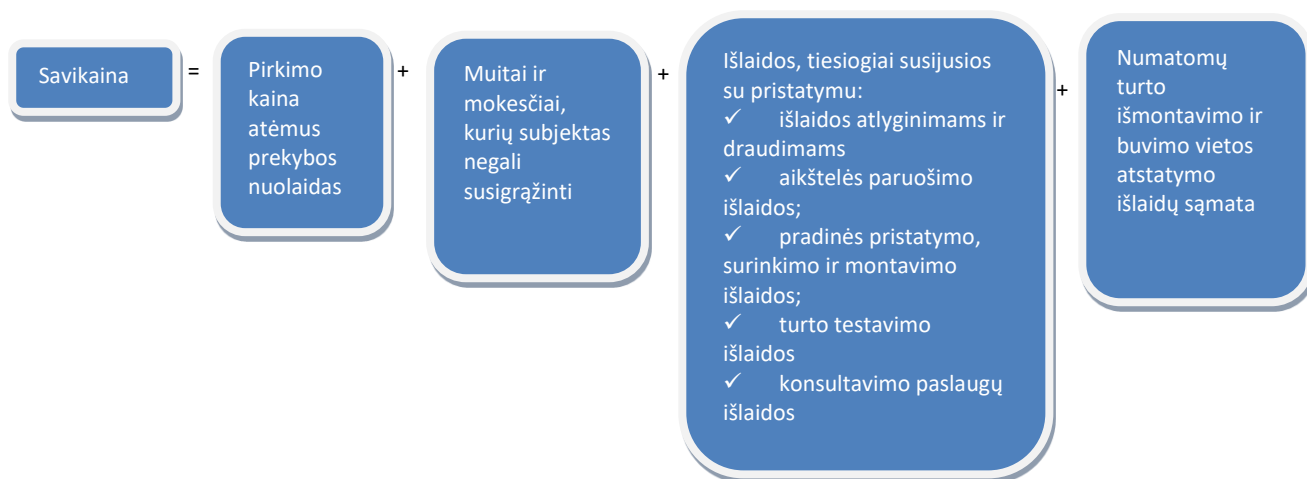 Savikaina
=
Pirkimo
kaina
atėmus
prekybos
nuolaidas
+
Muitai ir
mokesčiai,
kurių subjektas
negali
susigrąžinti
+
Išlaidos, tiesiogiai susijusios
su pristatymu:
✓ išlaidos atlyginimams ir
draudimams
✓ aikštelės paruošimo
išlaidos;
✓ pradinės pristatymo,
surinkimo ir montavimo
išlaidos;
✓ turto testavimo
išlaidos
✓ konsultavimo paslaugų
išlaidos
+
Numatomų
turto
išmontavimo ir
buvimo vietos
atstatymo
išlaidų sąmata